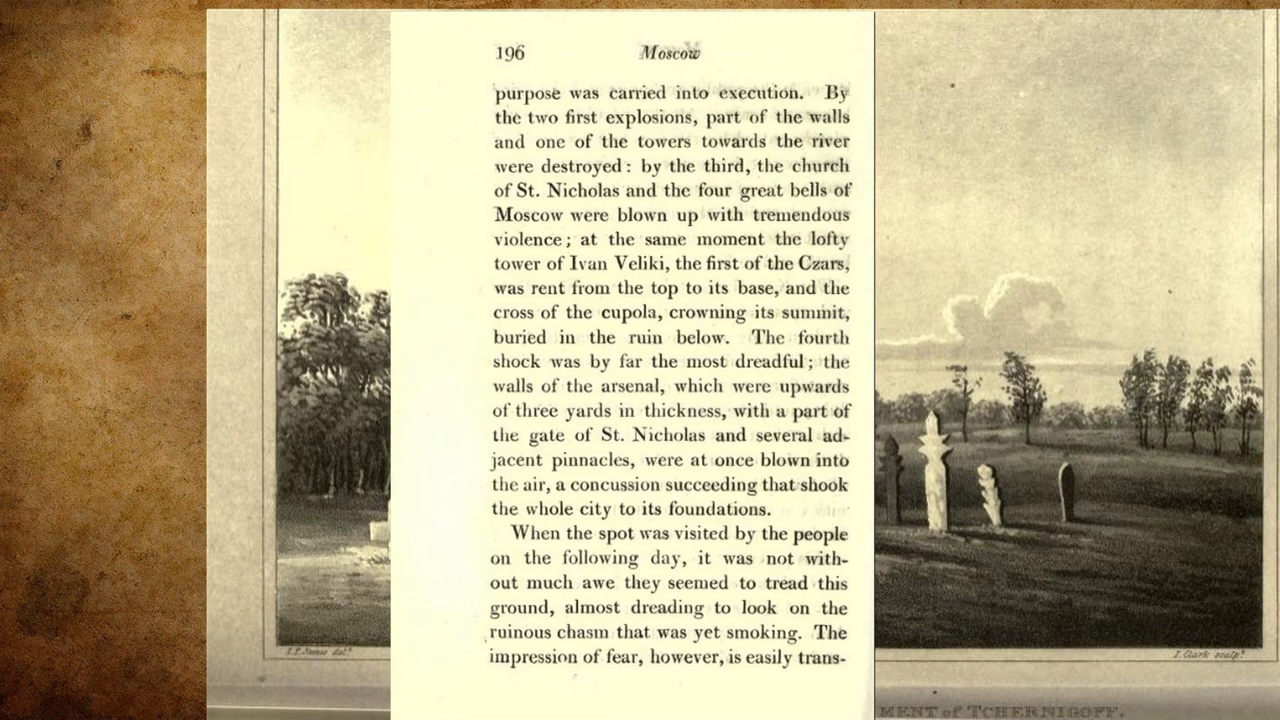 196 Moscow
purpose was carried into execution. By
the two first explosions, part of the walls
and one of the towers towards the river
were destroyed: by the third, the church
of St. Nicholas and the four great bells of
Moscow were blown up with tremendous
violence; at the same moment the lofty
tower of Ivan Veliki, the first of the Czars,
was rent from the top to its base, and the
cross of the cupola, crowning its summit,
buried in the ruin below. The fourth
shock was by far the most dreadful; the
walls of the arsenal, which were upwards
of three yards in thickness, with a part of
the gate of St. Nicholas and several ad-
jacent pinnacles, were at once blown into
the air, a concussion succeeding that shook
the whole city to its foundations.
When the spot was visited by the people
on the following day, it was not with-
out much awe they seemed to tread this
ground, almost dreading to look on the
ruinous chasm that was yet smoking. The
impression of fear, however, is easily trans-
J.T. James delt.
I. Clark sculpt.
MENT of TCHERNIGOFF.